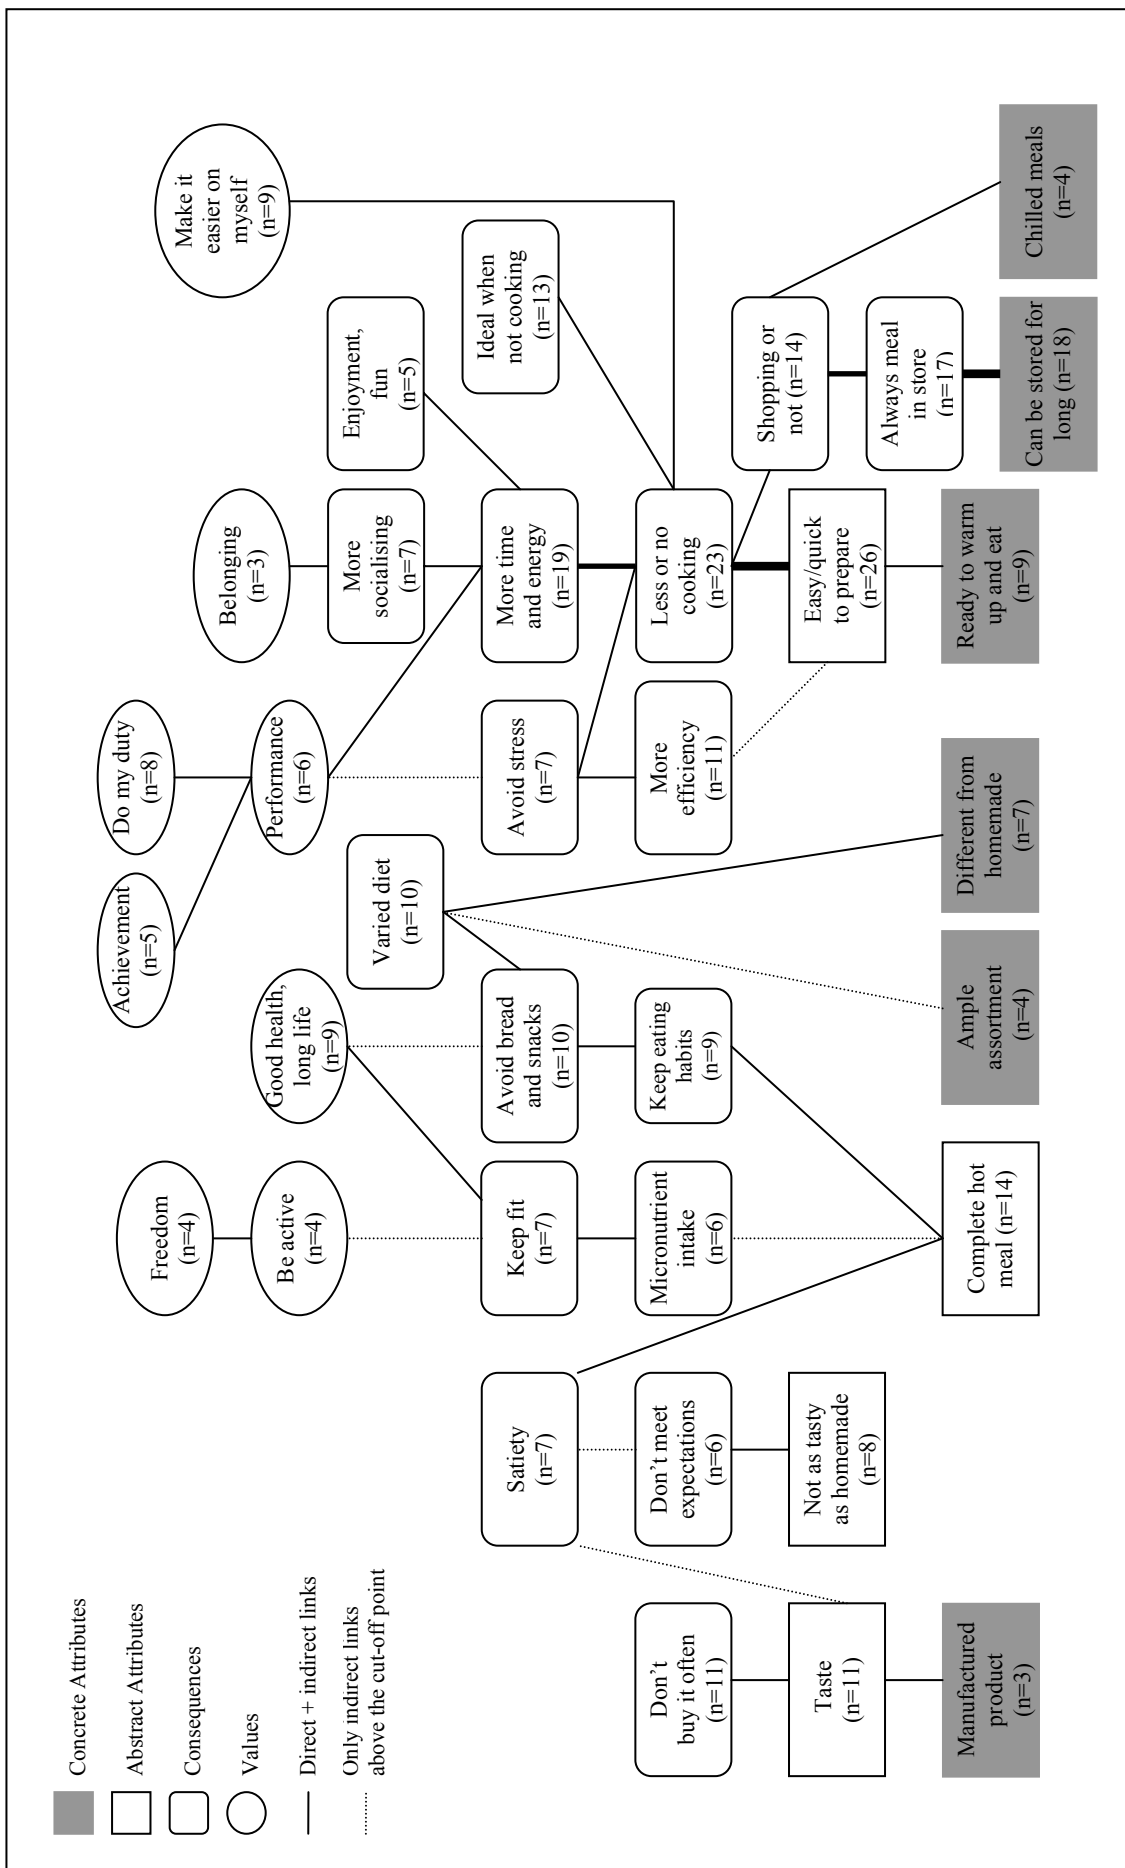 Concrete Attributes
Abstract Attributes
Consequences
Values
Direct + indirect links
Only indirect links
above the cut-off point
Freedom
(n=4)
Be active
(n=4)
Achievement
(n=5)
Do my duty
(n=8)
Good health,
long life
(n=9)
Performance
(n=6)
Belonging
(n=3)
Make it
easier on
myself
(n=9)
Varied diet
(n=10)
More
socialising
(n=7)
Enjoyment,
fun
(n=5)
Satiety
(n=7)
Keep fit
(n=7)
Avoid bread
and snacks
(n=10)
Avoid stress
(n=7)
More time
and energy
(n=19)
Ideal when
not cooking
(n=13)
Don't
buy it often
(n=11)
Don't meet
expectations
(n=6)
Micronutrient
intake
(n=6)
Keep eating
habits
(n=9)
More
efficiency
(n=11)
Less or no
cooking
(n=23)
Shopping or
not (n=14)
Taste
(n=11)
Not as tasty
as homemade
(n=8)
Easy/quick
to prepare
(n=26)
Always meal
in store
(n=17)
Manufactured
product
(n=3)
Complete hot
meal (n=14)
Ample
assortment
(n=4)
Different from
homemade
(n=7)
Ready to warm
up and eat
(n=9)
Can be stored for
long (n=18)
Chilled meals
(n=4)